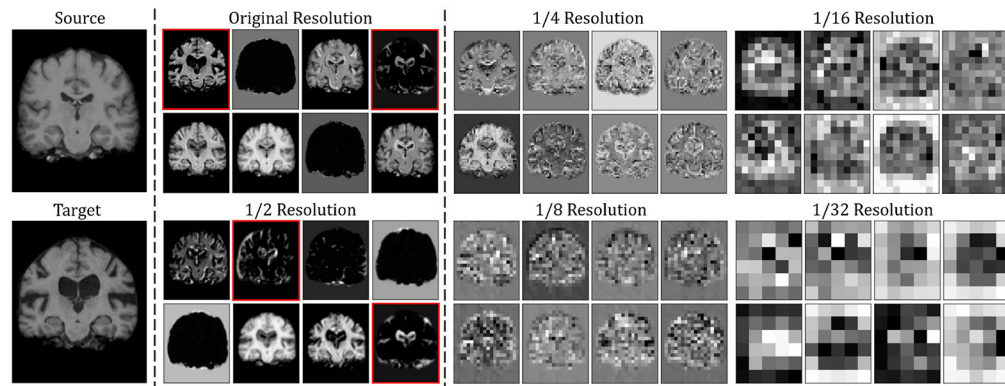 Source
Original Resolution
1/4 Resolution
1/16 Resolution
Target
1/2 Resolution
1/8 Resolution
1/32 Resolution